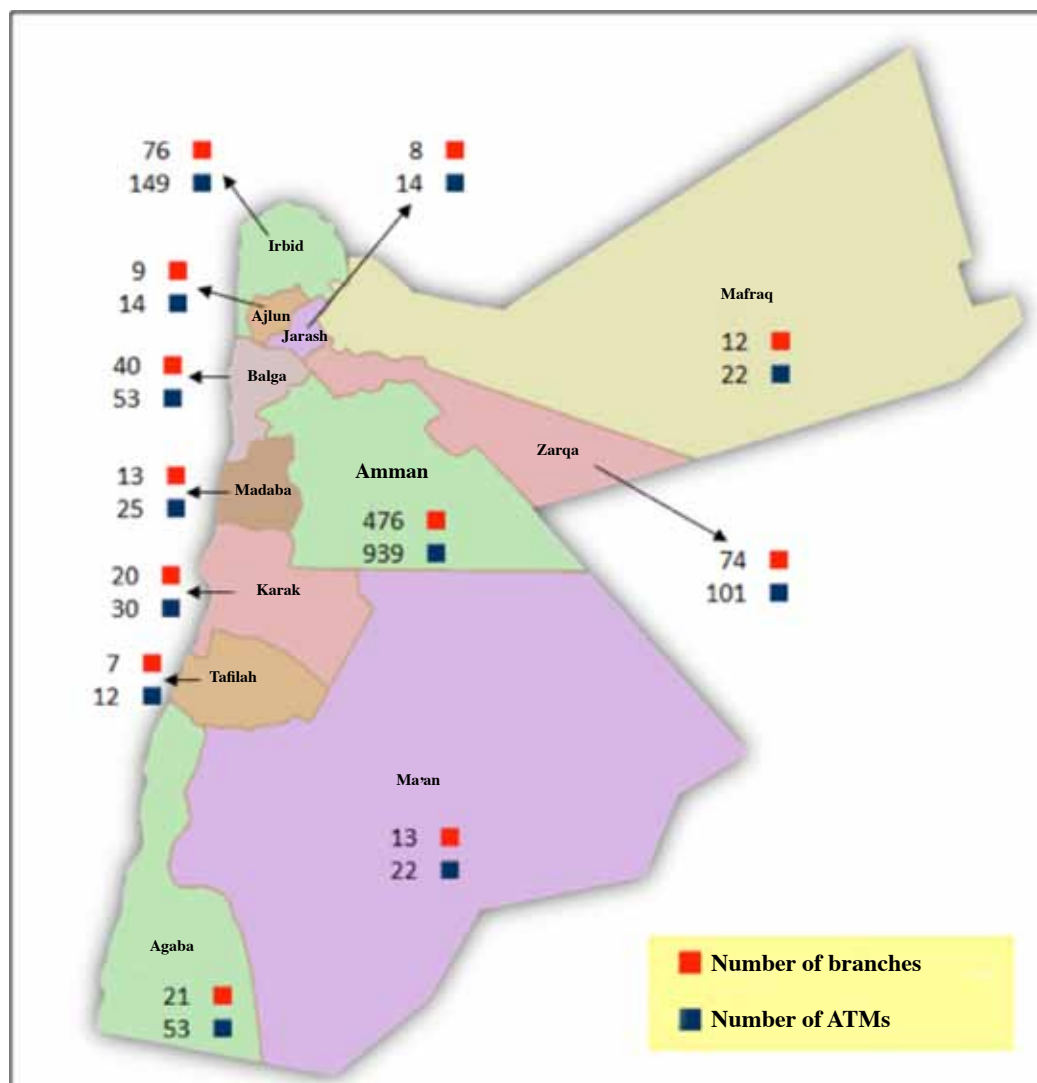 76
149
8
14
Irbid
9
14
Ajlun
Jarash
Mafraq
12
22
40
53
Balga
Zarqa
Amman
13
25
Madaba
476
939
74
101
20
30
Karak
7
12
Tafilah
Ma'an
13
22
Agaba
21
53
Number of branches
Number of ATMs